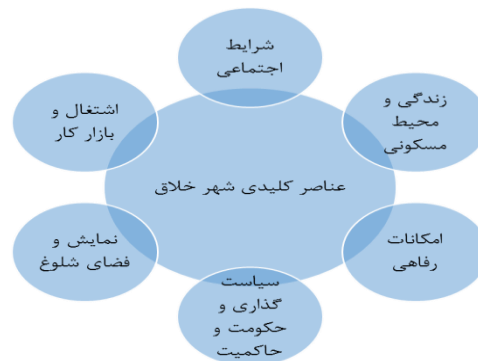 شرایط
اجتماعی
زندگی و
محیط
مسکونی
امکانات
رفاهی
سیاست
گذاری و
حکومت و
حاکمیت
نمایش و
فضای شلوغ
اشتغال و
بازار کار
عناصر کلیدی شهر خلاق